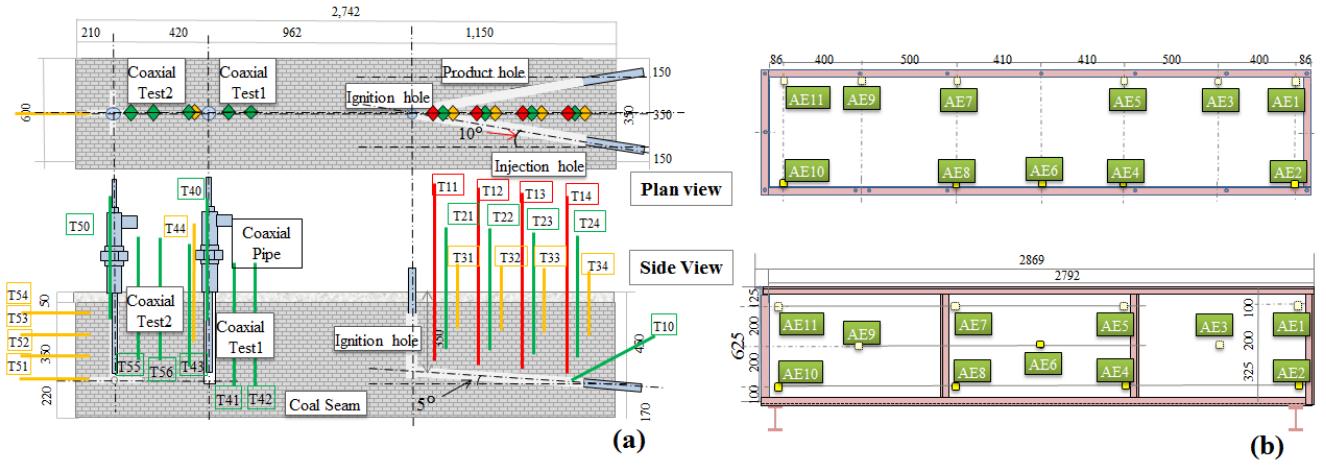 2,742
210
420
962
1,150
Coaxial
Test2
Coaxial
Test1
Product hole
Ignition hole
150
600
350
350
10°
150
Injection hole
Plan view
T50
T40
T44
Coaxial
Pipe
T11
T12
T13
T14
T21
T22
T23
T24
T31
T32
T33
T34
Side View
T54
T53
T52
T51
50
350
220
Coaxial
Test2
Coaxial
Test1
Ignition hole
350
T10
T55
T56
T43
T41
T42
Coal Seam
5°
170
(a)
86
400
500
410
410
500
400
86
AE11
AE9
AE7
AE5
AE3
AE1
AE10
AE8
AE6
AE4
AE2
2869
2792
125
200
200
100
625
AE11
AE9
AE7
AE5
AE3
AE1
AE10
AE8
AE6
AE4
AE2
100
200
325
(b)